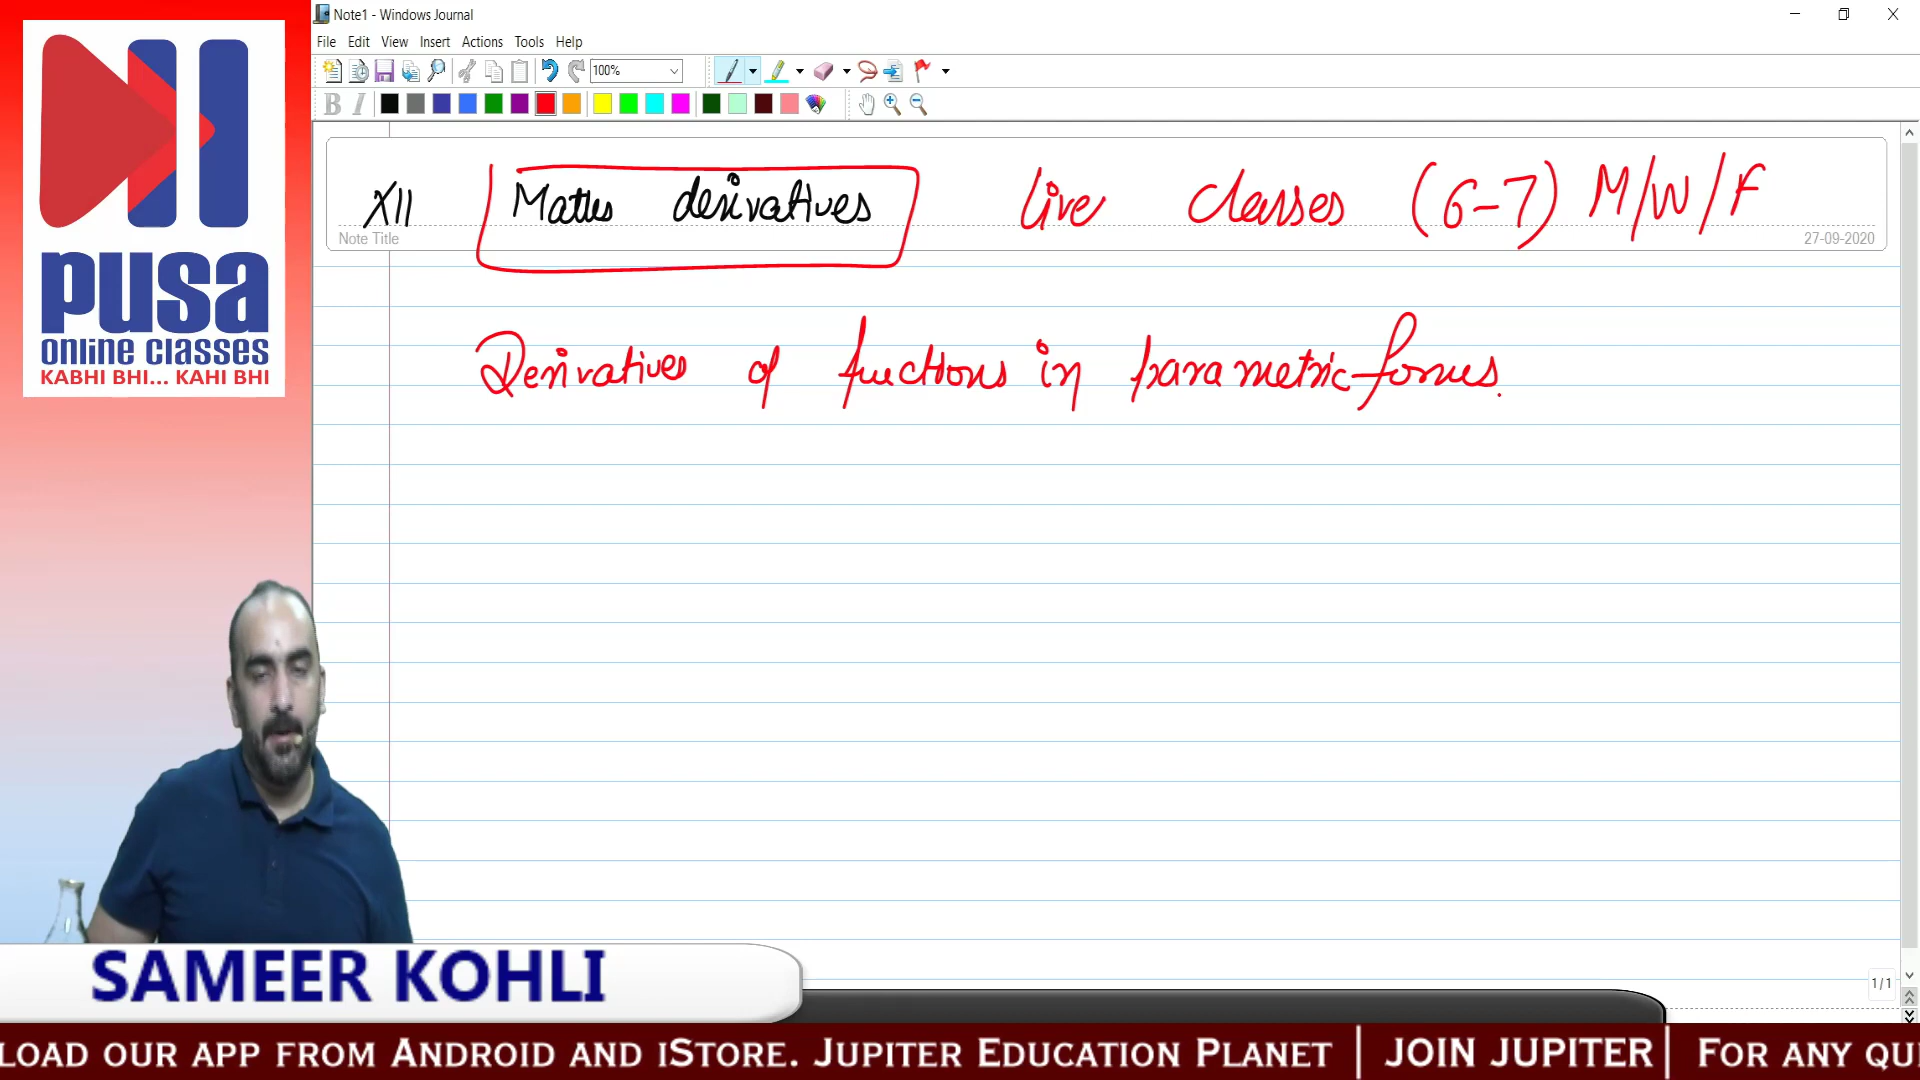 Note1 - Windows Journal
File Edit View Insert Actions Tools Help
100%
XII Maths derivatives Live Classes (6-7) M/W/F
Note Title 27-09-2020
Derivatives of fuctions in parametric forms.
PUSA
ONLINE CLASSES
KABHI BHI... KAHI BHI
SAMEER KOHLI
1/1
LOAD OUR APP FROM ANDROID AND ISTORE. JUPITER EDUCATION PLANET | JOIN JUPITER | FOR ANY QU